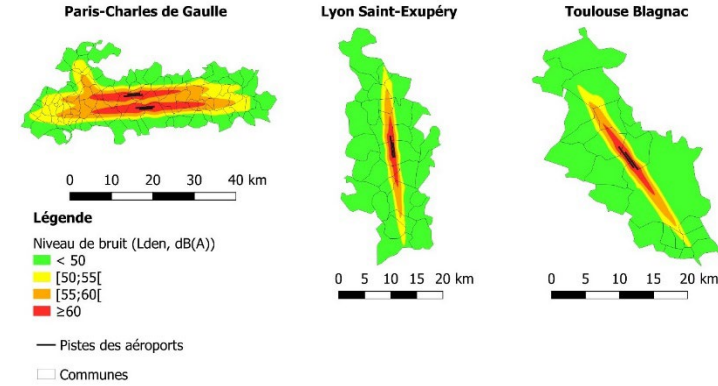 Paris-Charles de Gaulle
Lyon Saint-Exupéry
Toulouse Blagnac
0 10 20 30 40 km
Légende
Niveau de bruit (Lden, dB(A))
< 50
[50;55[
[55;60[
≥60
Pistes des aéroports
Communes
0 5 10 15 20 km
0 5 10 15 20 km